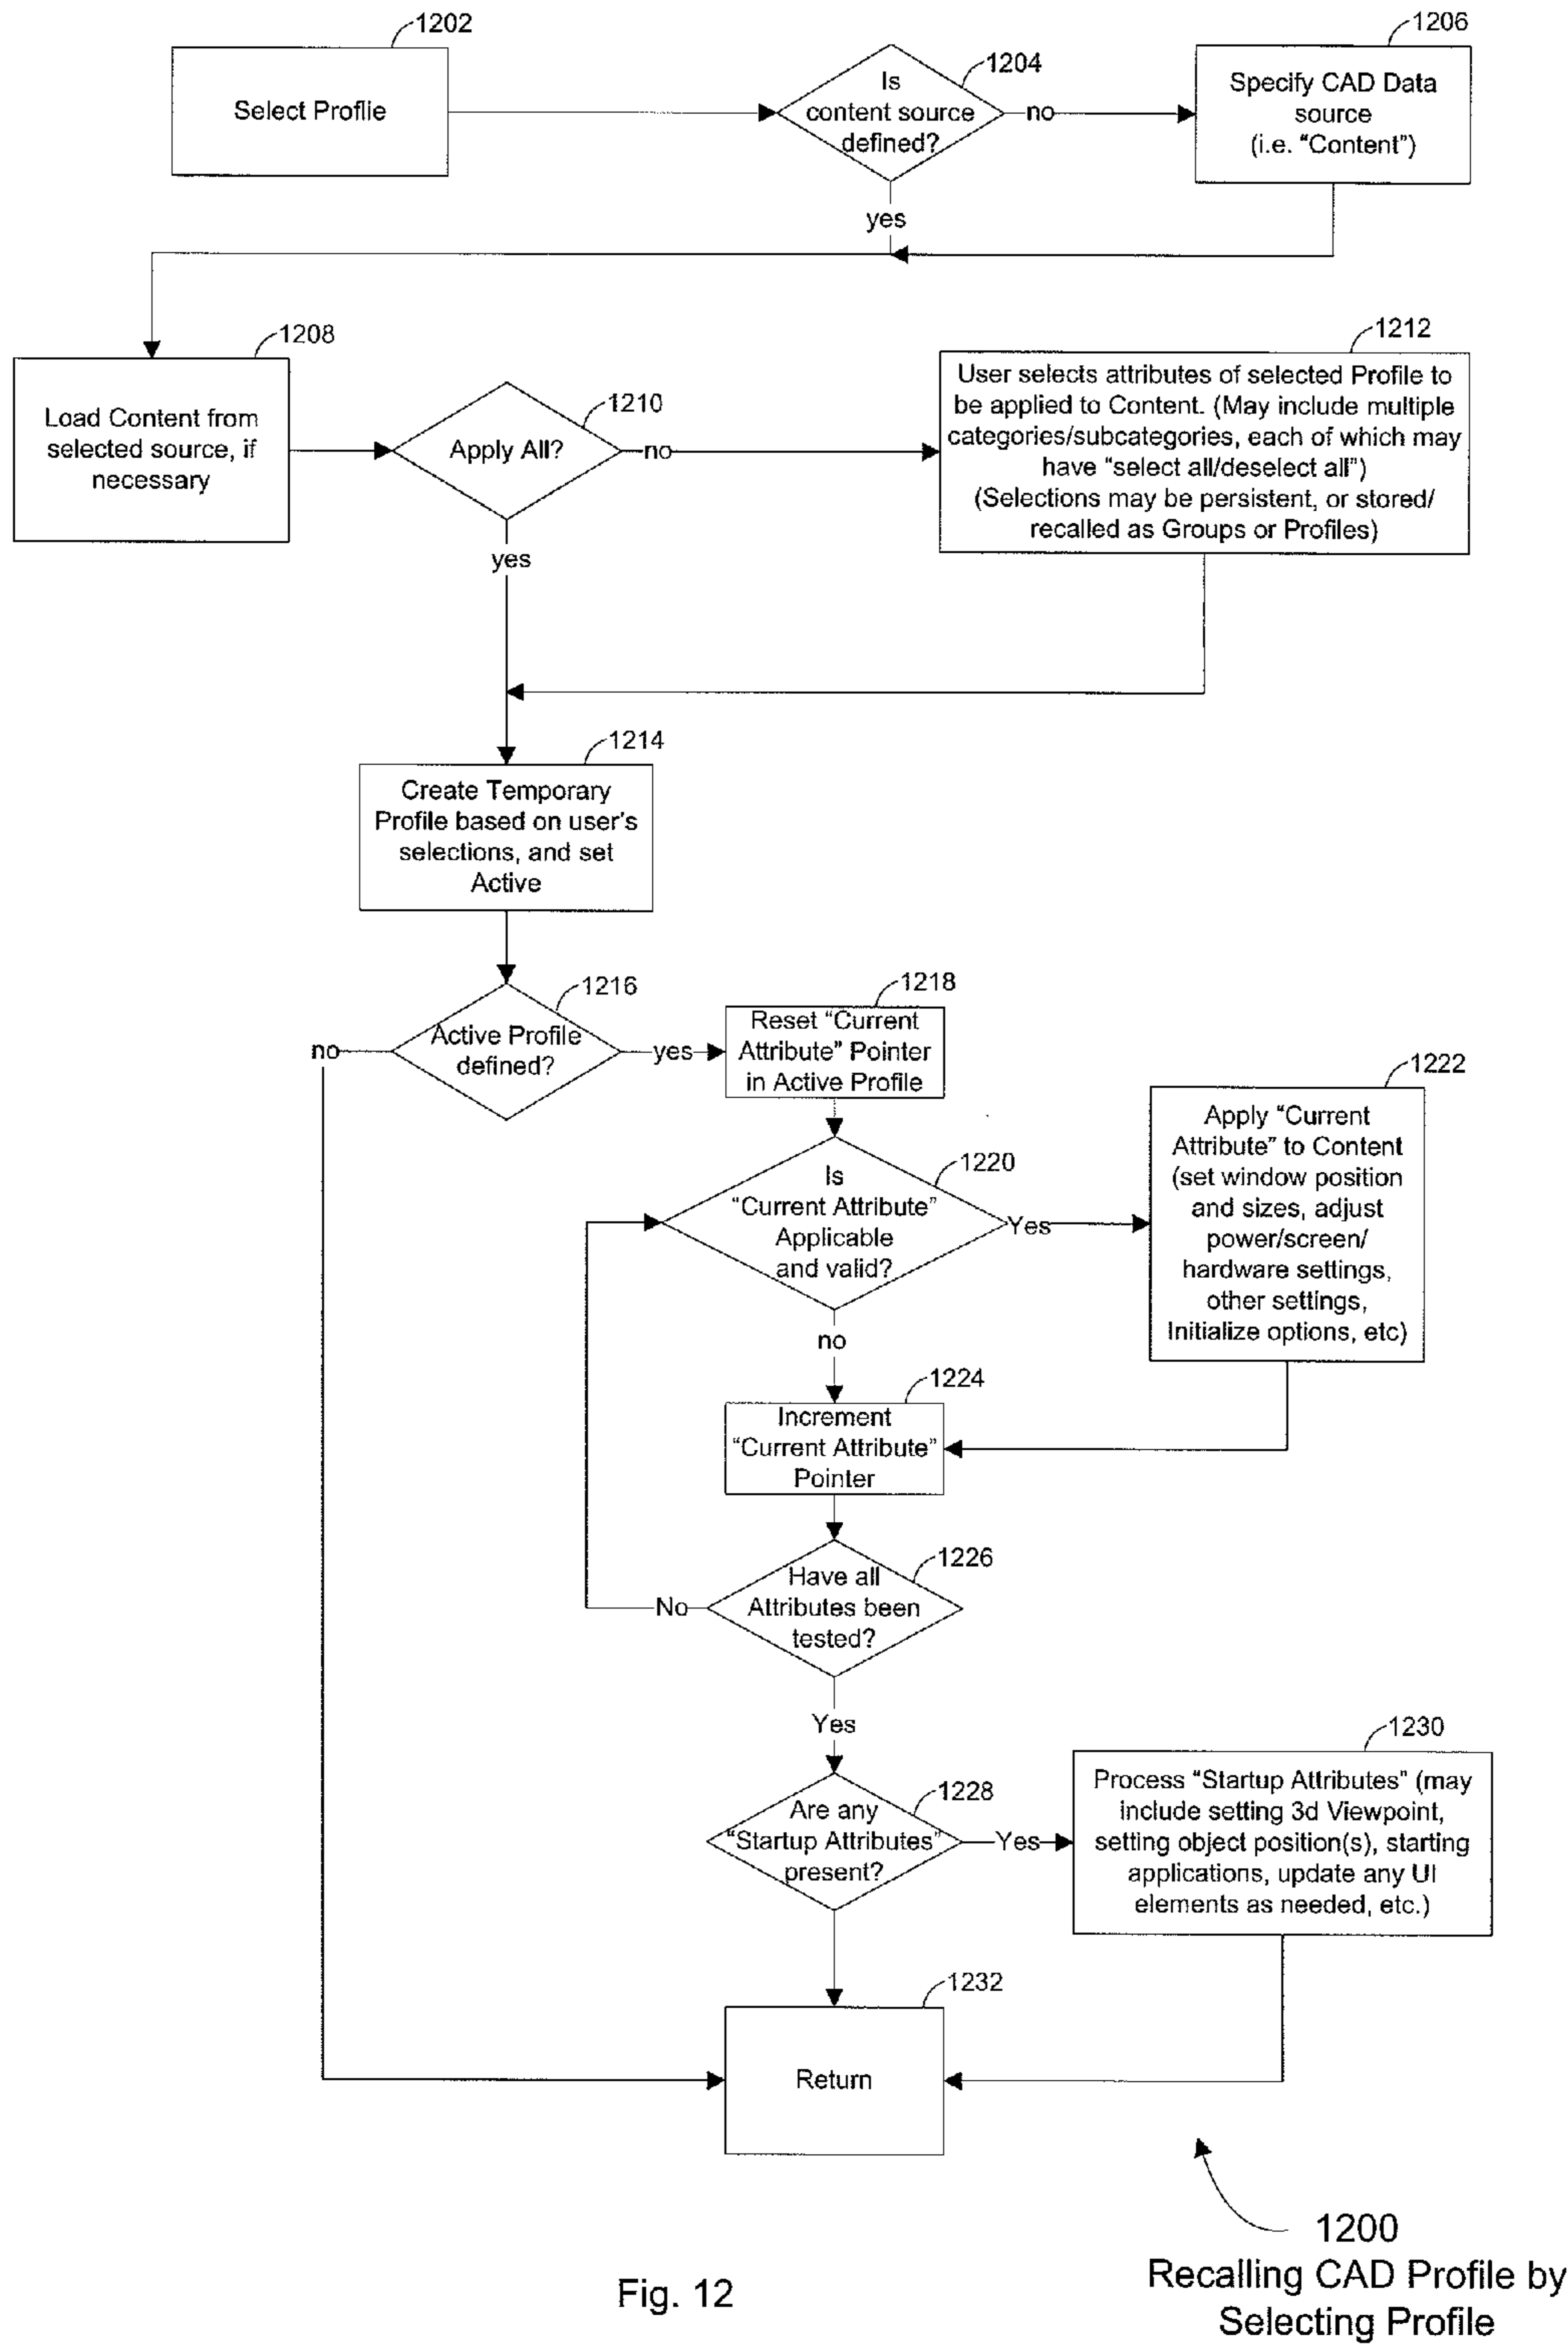 1202
Select Proflie
1204
Is
content source
defined?
no
yes
1206
Specify CAD Data
source
(i.e. “Content”)
1208
Load Content from
selected source, if
necessary
1210
Apply All?
no
yes
1212
User selects attributes of selected Profile to
be applied to Content. (May include multiple
categories/subcategories, each of which may
have “select all/deselect all”)
(Selections may be persistent, or stored/
recalled as Groups or Profiles)
1214
Create Temporary
Profile based on user's
selections, and set
Active
1216
Active Profile
defined?
no
yes
1218
Reset “Current
Attribute” Pointer
in Active Profile
1220
Is
“Current Attribute”
Applicable
and valid?
Yes
no
1222
Apply “Current
Attribute” to Content
(set window position
and sizes, adjust
power/screen/
hardware settings,
other settings,
Initialize options, etc)
1224
Increment
“Current Attribute”
Pointer
1226
Have all
Attributes been
tested?
No
Yes
1228
Are any
“Startup Attributes”
present?
Yes
1230
Process “Startup Attributes” (may
include setting 3d Viewpoint,
setting object position(s), starting
applications, update any UI
elements as needed, etc.)
1232
Return
1200
Recalling CAD Profile by
Selecting Profile
Fig. 12